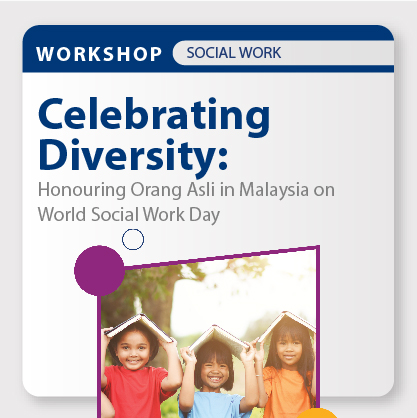 WORKSHOP SOCIAL WORK
Celebrating
Diversity:
Honouring Orang Asli in Malaysia on
World Social Work Day